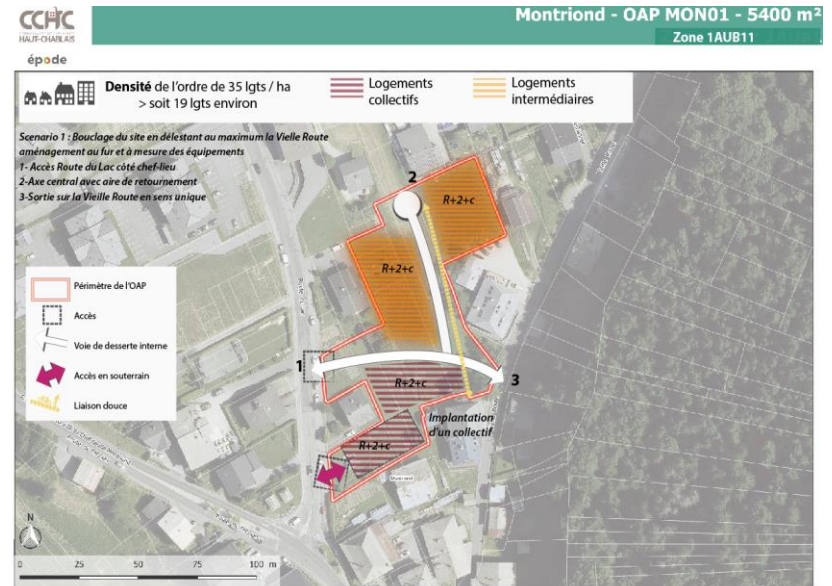 CCHC
HAUT-CHABLAIS
Montriond - OAP MON01 - 5400 m²
Zone 1AUB11
épode
Densité de l'ordre de 35 lgts / ha
> soit 19 lgts environ
Logements
collectifs
Logements
intermédiaires
Scenario 1 : Bouclage du site en délestant au maximum la Vielle Route
aménagement au fur et à mesure des équipements
1- Accès Route du Lac côté chef-lieu
2-Axe central avec aire de retournement
3-Sortie sur la Vieille Route en sens unique
2
R+2+c
R+2+c
Périmètre de l'OAP
Accès
Voie de desserte interne
Accès en souterrain
Liaison douce
1
3
R+2+c
Implantation
d'un collectif
R+2+c
N
0 25 50 75 100 m